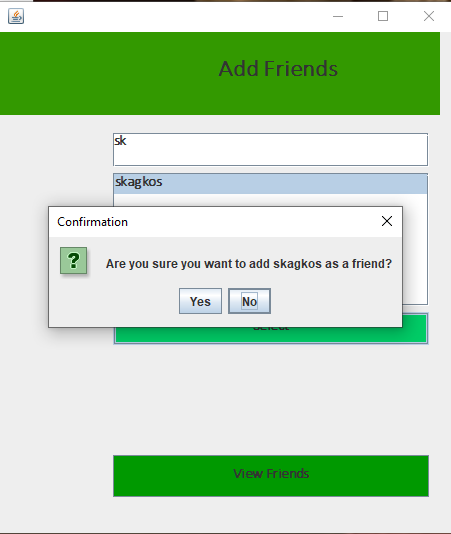 Add Friends
sk
skagkos
Confirmation
? Are you sure you want to add skagkos as a friend?
Yes No
Select
View Friends